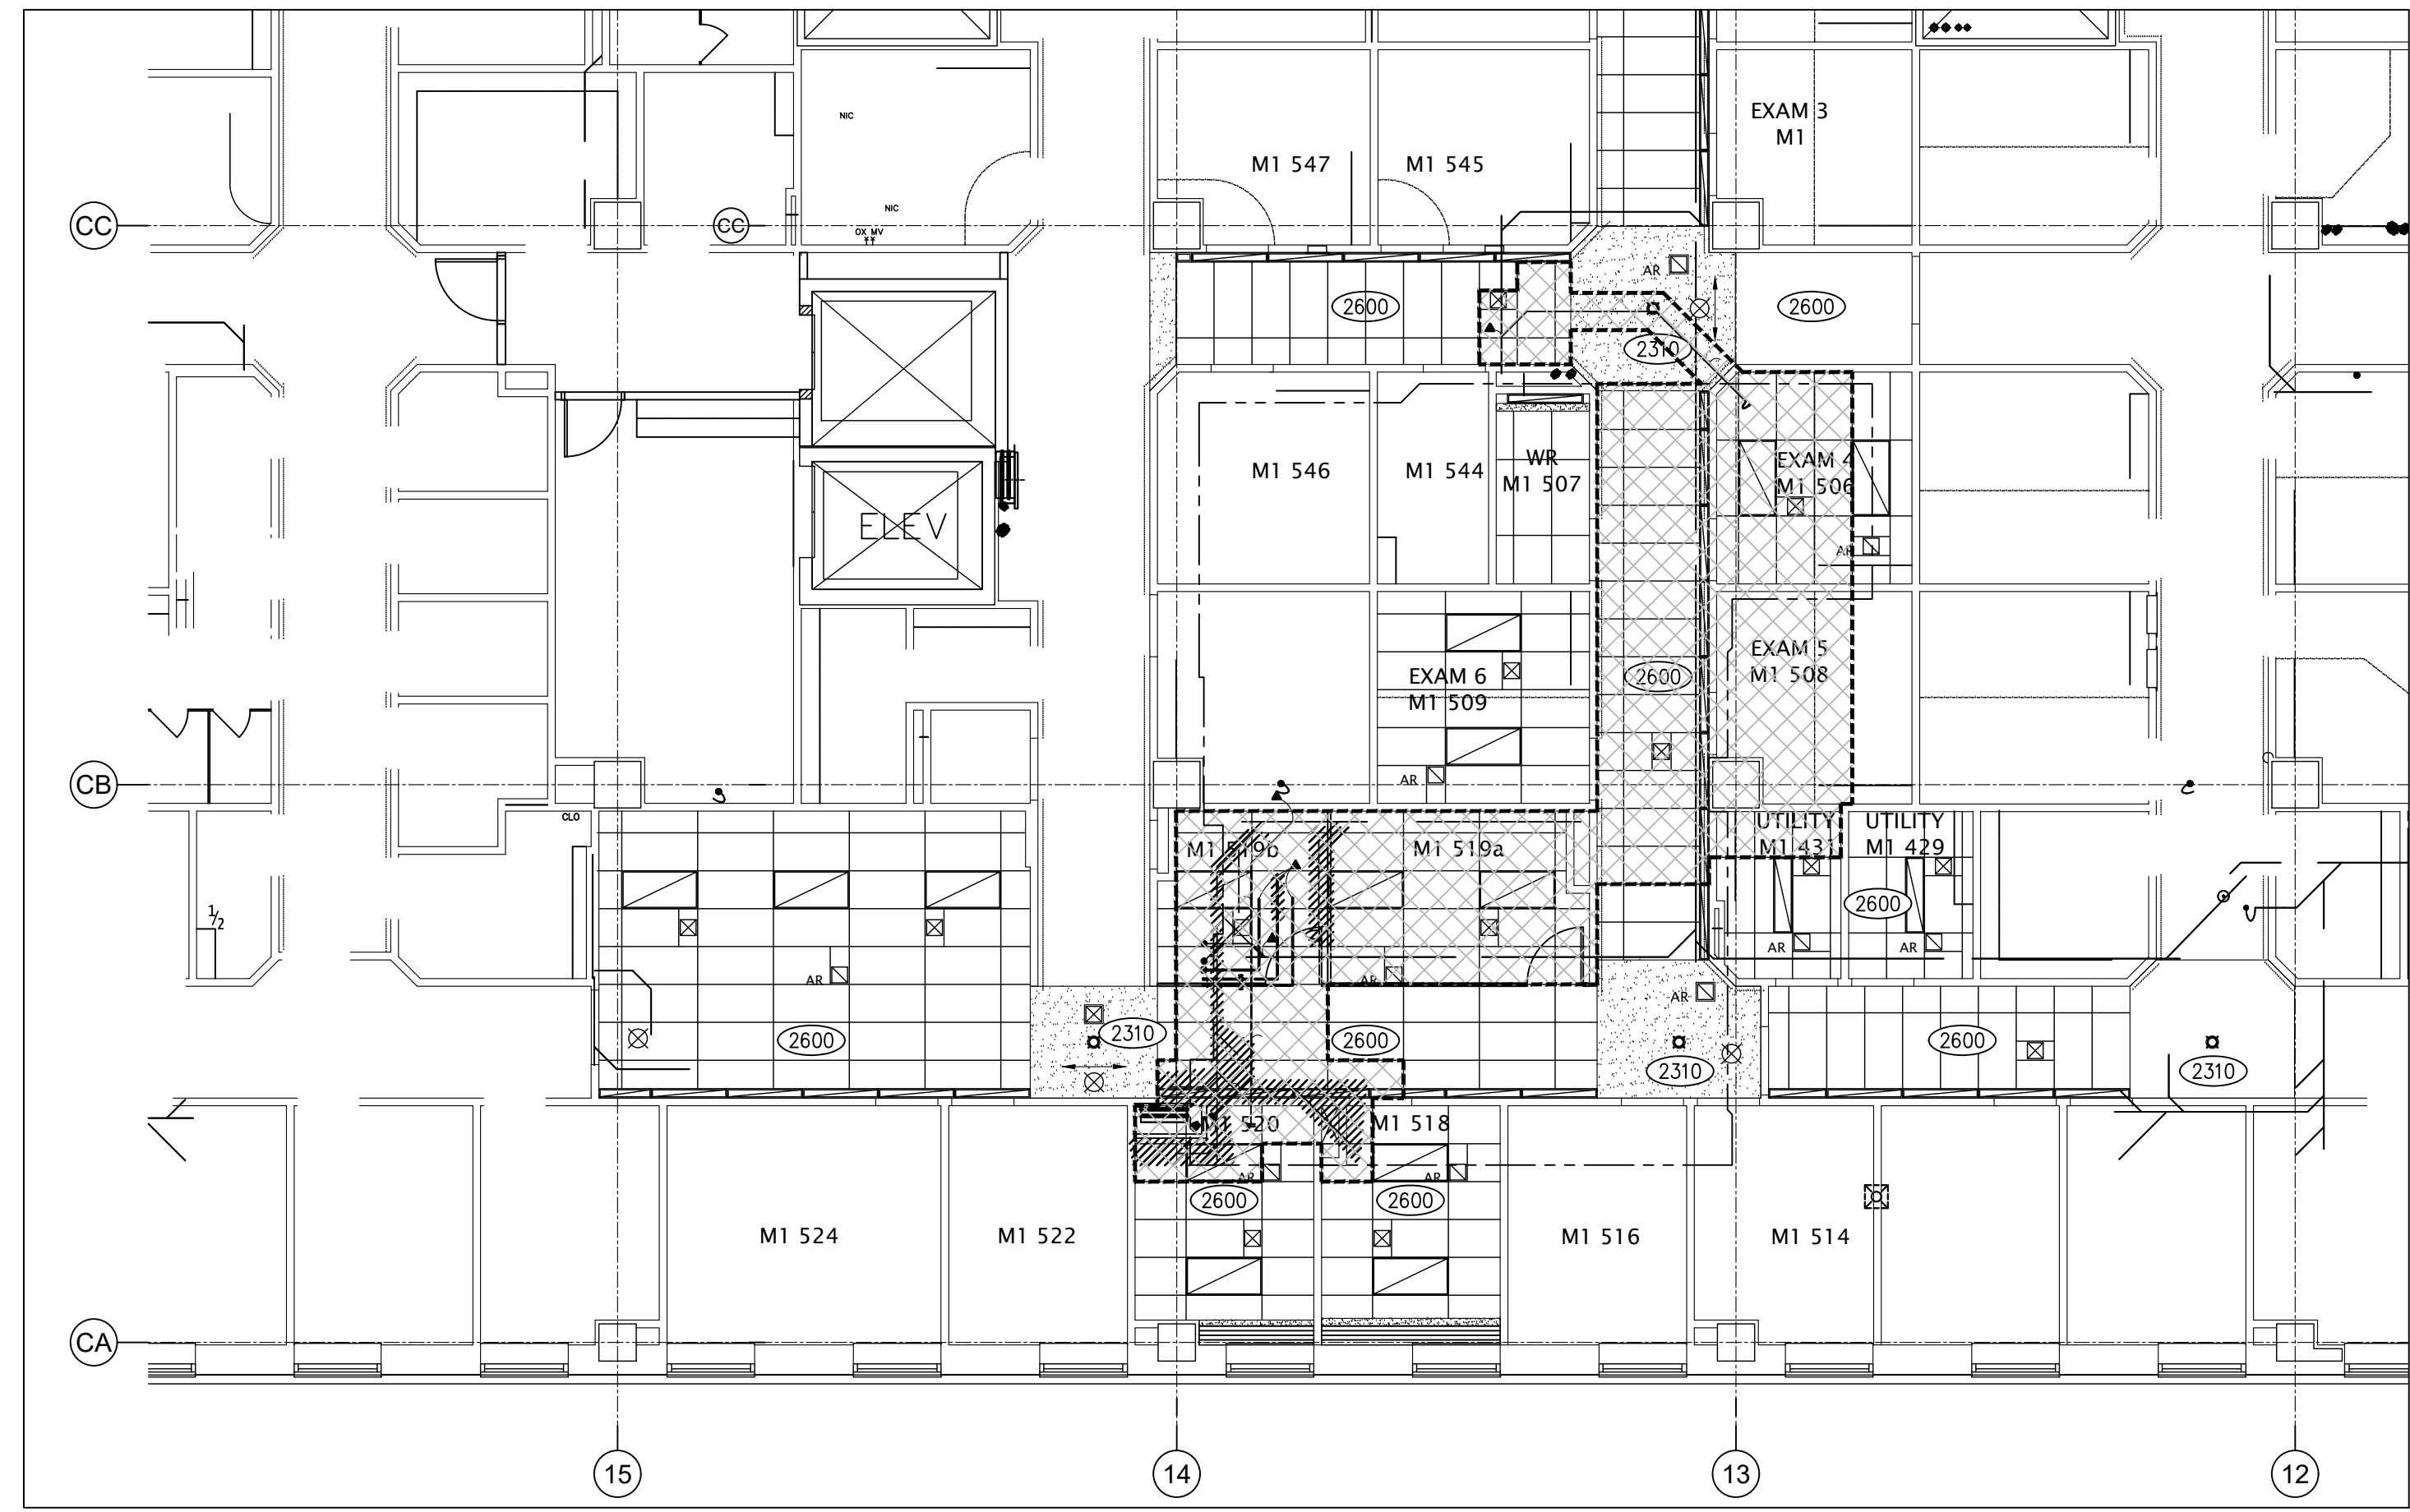 EXAM 3
M1
NIC
M1 547
M1 545
NIC
CC
CC
OX MV
AR
2600
2600
2310
WR
M1 507
EXAM 4
M1 506
M1 546
M1 544
ELEV
AR
EXAM 5
M1 508
EXAM 6
M1 509
2600
AR
CB
CLO
UTILITY
M1 431
UTILITY
M1 429
M1 519b
M1 519a
1/2
2600
AR
AR
AR
AR
AR
2310
2600
2600
2600
2310
2310
M1 520
M1 518
AR
AR
2600
2600
M1 524
M1 522
M1 516
M1 514
CA
15
14
13
12